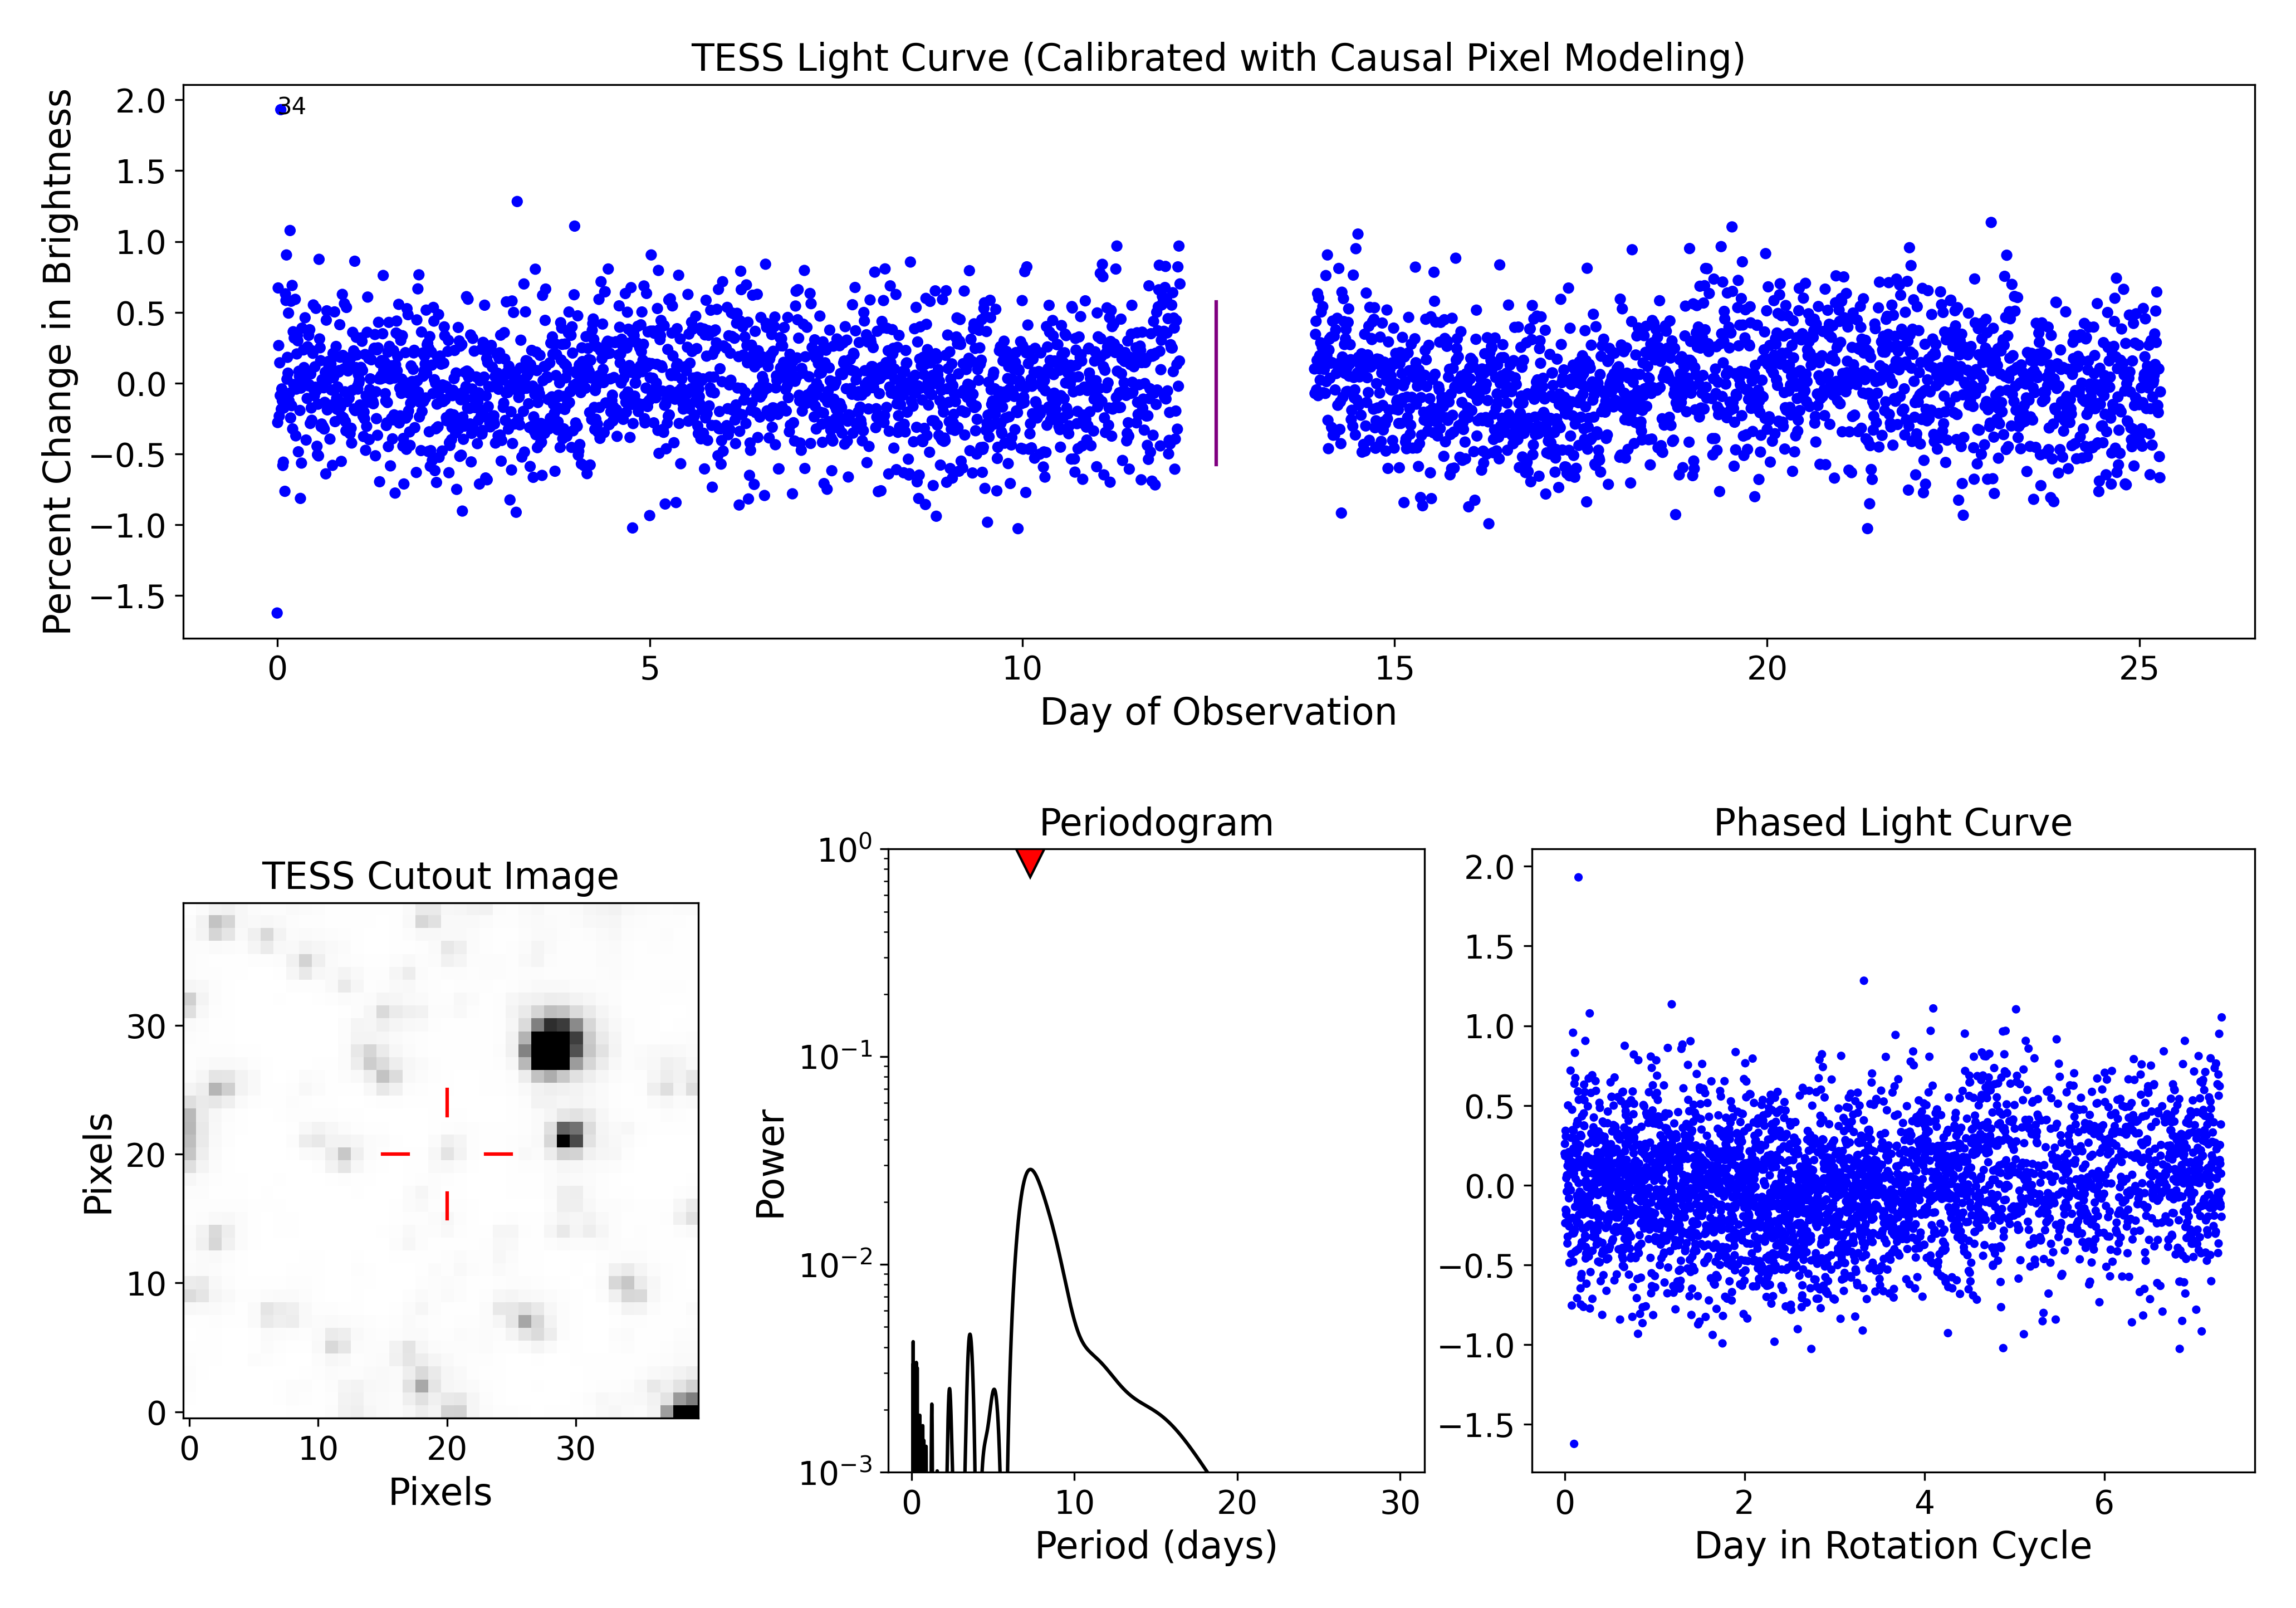 TESS Light Curve (Calibrated with Causal Pixel Modeling)
Percent Change in Brightness
2.0
1.5
1.0
0.5
0.0
−0.5
−1.0
−1.5
34
0 5 10 15 20 25
Day of Observation
TESS Cutout Image
Pixels
30
20
10
0
0 10 20 30
Pixels
Periodogram
Power
10^0
10^-1
10^-2
10^-3
0 10 20 30
Period (days)
Phased Light Curve
2.0
1.5
1.0
0.5
0.0
−0.5
−1.0
−1.5
0 2 4 6
Day in Rotation Cycle